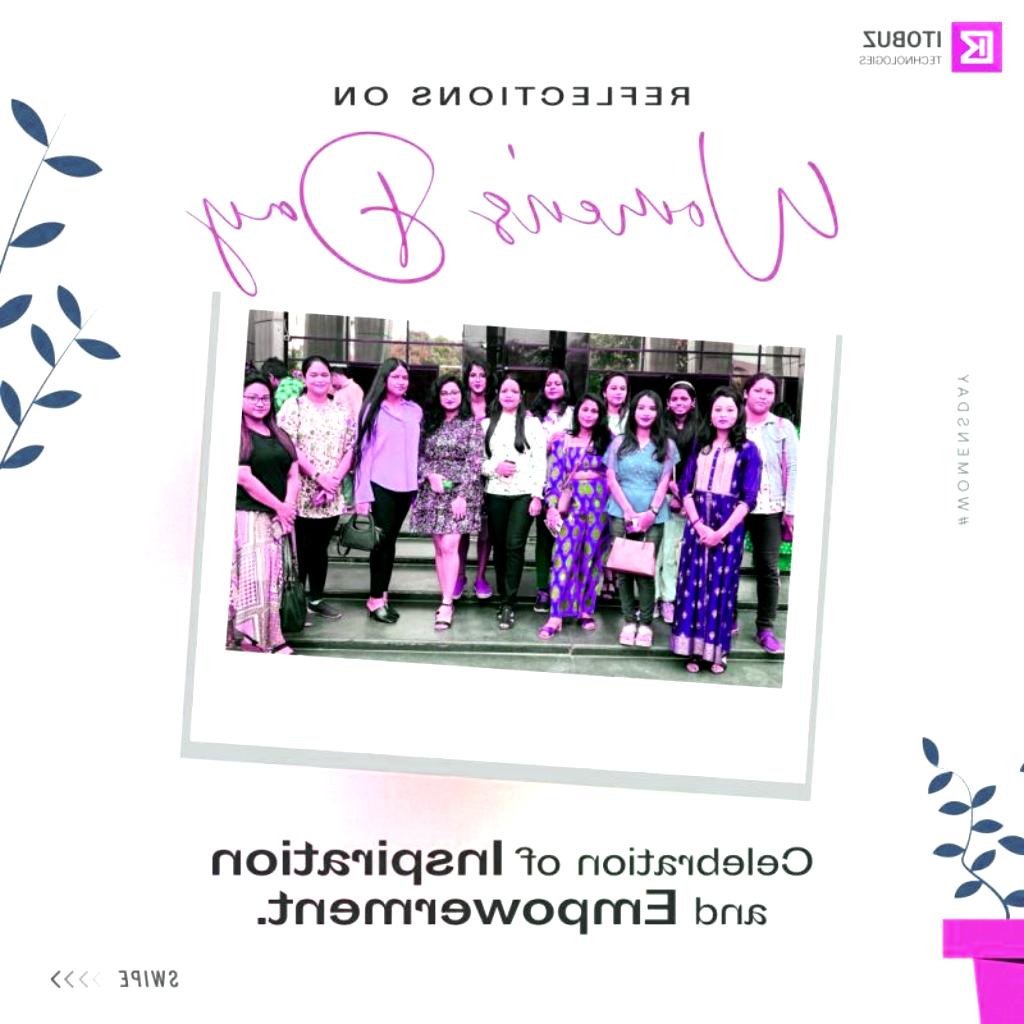 ITOBUZ
TECHNOLOGIES
REFLECTIONS ON
Women's Day
#WOMENSDAY
Celebration of Inspiration
and Empowerment.
SWIPE >>>>